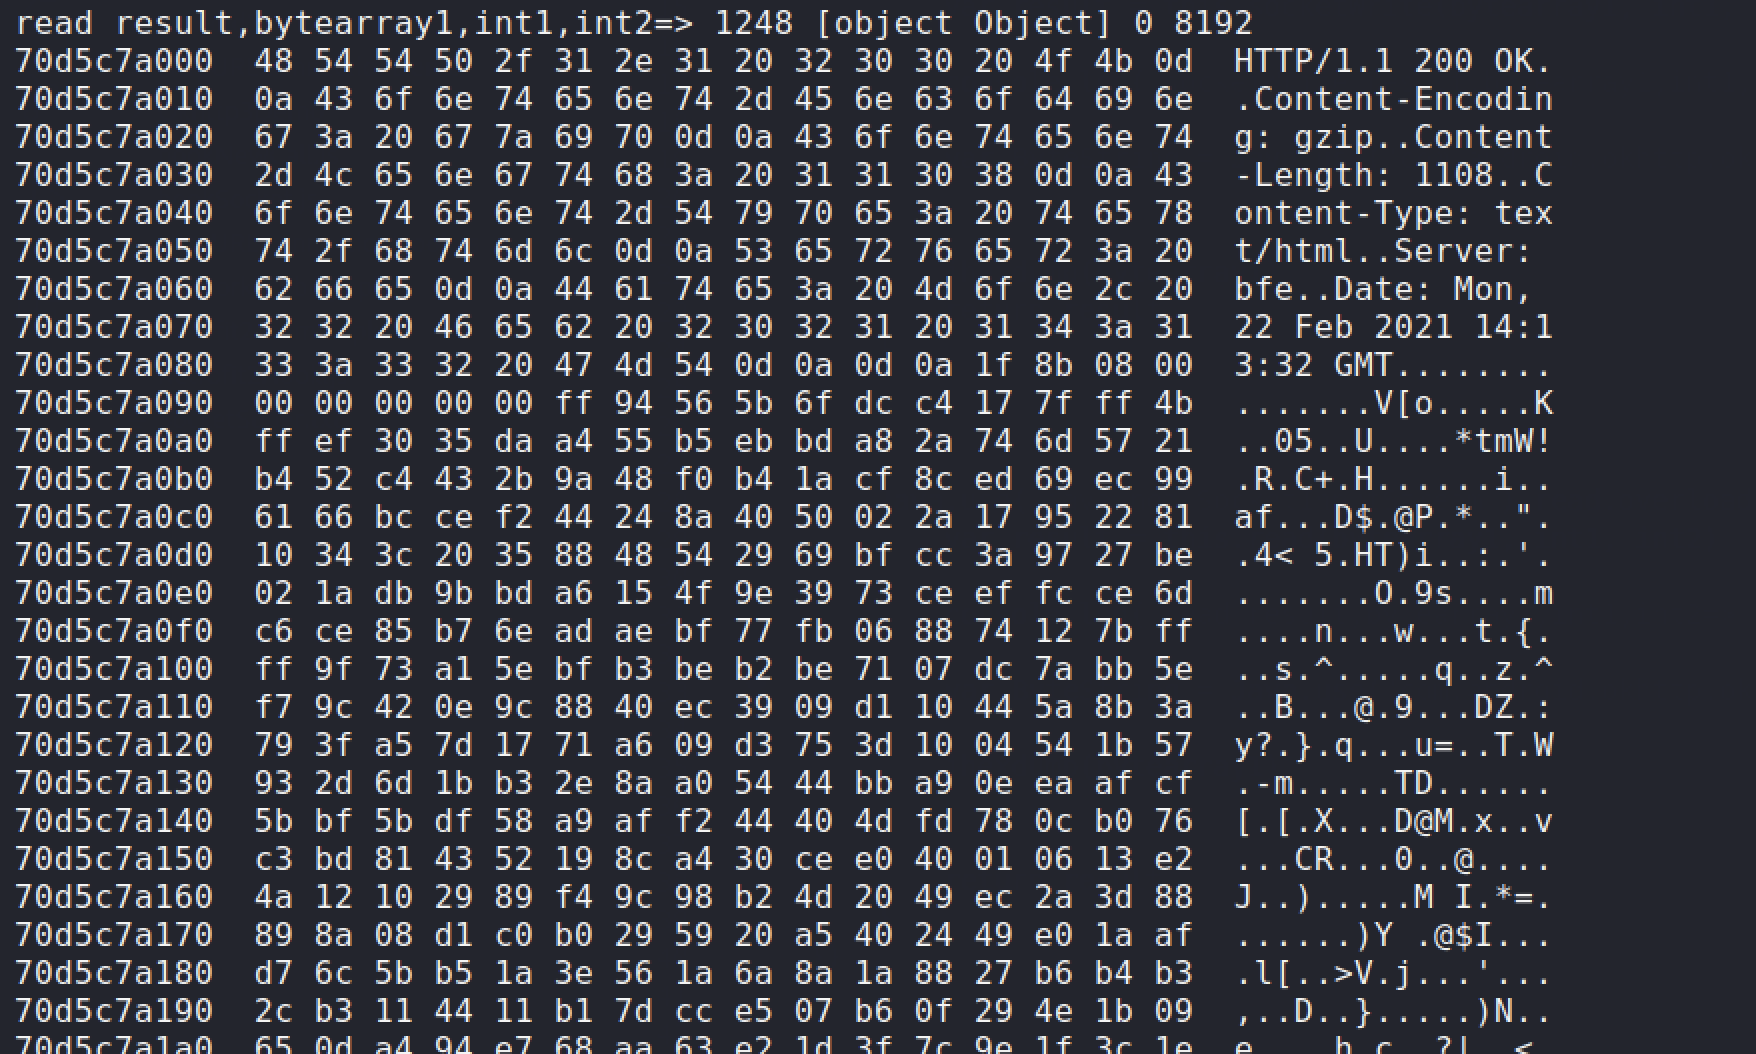 read result,bytearray1,int1,int2=> 1248 [object Object] 0 8192
70d5c7a000  48 54 54 50 2f 31 2e 31 20 32 30 30 20 4f 4b 0d  HTTP/1.1 200 OK.
70d5c7a010  0a 43 6f 6e 74 65 6e 74 2d 45 6e 63 6f 64 69 6e  .Content-Encodin
70d5c7a020  67 3a 20 67 7a 69 70 0d 0a 43 6f 6e 74 65 6e 74  g: gzip..Content
70d5c7a030  2d 4c 65 6e 67 74 68 3a 20 31 31 30 38 0d 0a 43  -Length: 1108..C
70d5c7a040  6f 6e 74 65 6e 74 2d 54 79 70 65 3a 20 74 65 78  ontent-Type: tex
70d5c7a050  74 2f 68 74 6d 6c 0d 0a 53 65 72 76 65 72 3a 20  t/html..Server: 
70d5c7a060  62 66 65 0d 0a 44 61 74 65 3a 20 4d 6f 6e 2c 20  bfe..Date: Mon, 
70d5c7a070  32 32 20 46 65 62 20 32 30 32 31 20 31 34 3a 31  22 Feb 2021 14:1
70d5c7a080  33 3a 33 32 20 47 4d 54 0d 0a 0d 0a 1f 8b 08 00  3:32 GMT........
70d5c7a090  00 00 00 00 00 ff 94 56 5b 6f dc c4 17 7f ff 4b  .......V[o.....K
70d5c7a0a0  ff ef 30 35 da a4 55 b5 eb bd a8 2a 74 6d 57 21  ..05..U....*tmW!
70d5c7a0b0  b4 52 c4 43 2b 9a 48 f0 b4 1a cf 8c ed 69 ec 99  .R.C+.H......i..
70d5c7a0c0  61 66 bc ce f2 44 24 8a 40 50 02 2a 17 95 22 81  af...D$.@P.*..".
70d5c7a0d0  10 34 3c 20 35 88 48 54 29 69 bf cc 3a 97 27 be  .4< 5.HT)i..:.'.
70d5c7a0e0  02 1a db 9b bd a6 15 4f 9e 39 73 ce ef fc ce 6d  .......O.9s....m
70d5c7a0f0  c6 ce 85 b7 6e ad ae bf 77 fb 06 88 74 12 7b ff  ....n...w...t.{.
70d5c7a100  ff 9f 73 a1 5e bf b3 be b2 be 71 07 dc 7a bb 5e  ..s.^.....q..z.^
70d5c7a110  f7 9c 42 0e 9c 88 40 ec 39 09 d1 10 44 5a 8b 3a  ..B...@.9...DZ.:
70d5c7a120  79 3f a5 7d 17 71 a6 09 d3 75 3d 10 04 54 1b 57  y?.}.q...u=..T.W
70d5c7a130  93 2d 6d 1b b3 2e 8a a0 54 44 bb a9 0e ea af cf  .-m.....TD......
70d5c7a140  5b bf 5b df 58 a9 af f2 44 40 4d fd 78 0c b0 76  [.[.X...D@M.x..v
70d5c7a150  c3 bd 81 43 52 19 8c a4 30 ce e0 40 01 06 13 e2  ...CR...0..@....
70d5c7a160  4a 12 10 29 89 f4 9c 98 b2 4d 20 49 ec 2a 3d 88  J..).....M I.*=.
70d5c7a170  89 8a 08 d1 c0 b0 29 59 20 a5 40 24 49 e0 1a af  ......)Y .@$I...
70d5c7a180  d7 6c 5b b5 1a 3e 56 1a 6a 8a 1a 88 27 b6 b4 b3  .l[..>V.j...'...
70d5c7a190  2c b3 11 44 11 b1 7d cc e5 07 b6 0f 29 4e 1b 09  ,..D..}.....)N..
70d5c7a1a0  65 0d a4 94 e7 68 aa 63 e2 1d 3f 7c 9e 1f 3c 1e  e....h.c..?|..<.